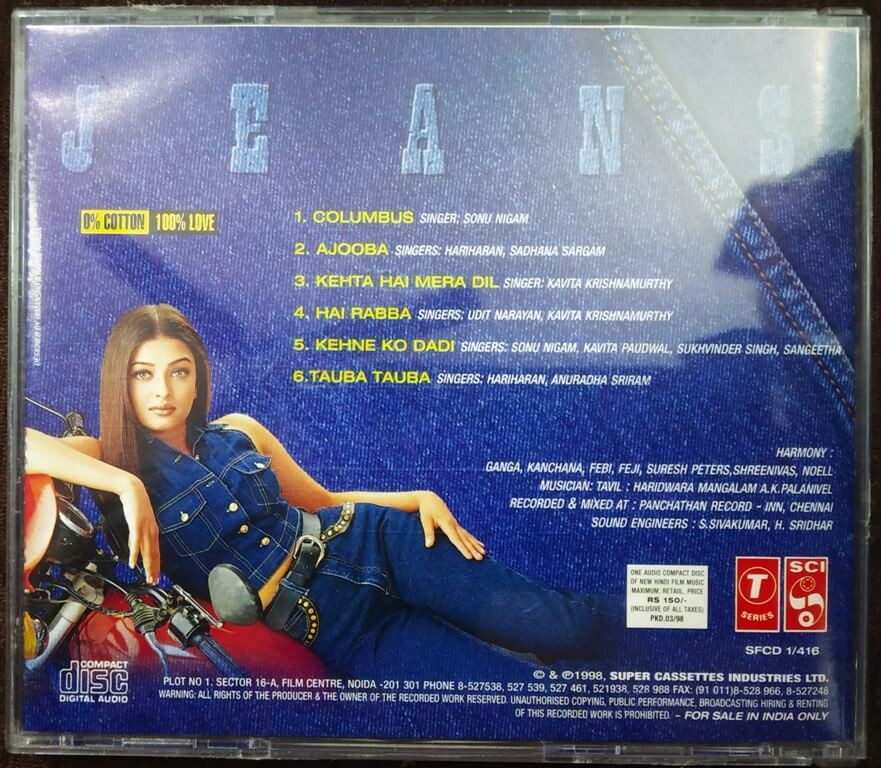 JEANS
0% COTTON 100% LOVE
1. COLUMBUS SINGER: SONU NIGAM
2. AJOOBA SINGERS: HARIHARAN, SADHANA SARGAM
3. KEHTA HAI MERA DIL SINGER: KAVITA KRISHNAMURTHY
4. HAI RABBA SINGERS: UDIT NARAYAN, KAVITA KRISHNAMURTHY
5. KEHNE KO DADI SINGERS: SONU NIGAM, KAVITA PAUDWAL, SUKHVINDER SINGH, SANGEETHA
6.TAUBA TAUBA SINGERS: HARIHARAN, ANURADHA SRIRAM
DESIGNED BY
HARMONY :
GANGA, KANCHANA, FEBI, FEJI, SURESH PETERS,SHREENIVAS, NOELL
MUSICIAN: TAVIL : HARIDWARA MANGALAM A.K.PALANIVEL
RECORDED & MIXED AT : PANCHATHAN RECORD - INN, CHENNAI
SOUND ENGINEERS : S.SIVAKUMAR, H. SRIDHAR
ONE AUDIO COMPACT DISC
OF NEW HINDI FILM MUSIC
MAXIMUM. RETAIL. PRICE
RS 150/-
(INCLUSIVE OF ALL TAXES)
PKD.03/98
T
SERIES
SCI
SFCD 1/416
COMPACT
disc
DIGITAL AUDIO
© & ℗1998, SUPER CASSETTES INDUSTRIES LTD.
PLOT NO 1. SECTOR 16-A, FILM CENTRE, NOIDA -201 301 PHONE 8-527538, 527 539, 527 461, 521938, 528 988 FAX: (91 011)8-528 966, 8-527248
WARNING: ALL RIGHTS OF THE PRODUCER & THE OWNER OF THE RECORDED WORK RESERVED. UNAUTHORISED COPYING, PUBLIC PERFORMANCE, BROADCASTING HIRING & RENTING
OF THIS RECORDED WORK IS PROHIBITED. – FOR SALE IN INDIA ONLY